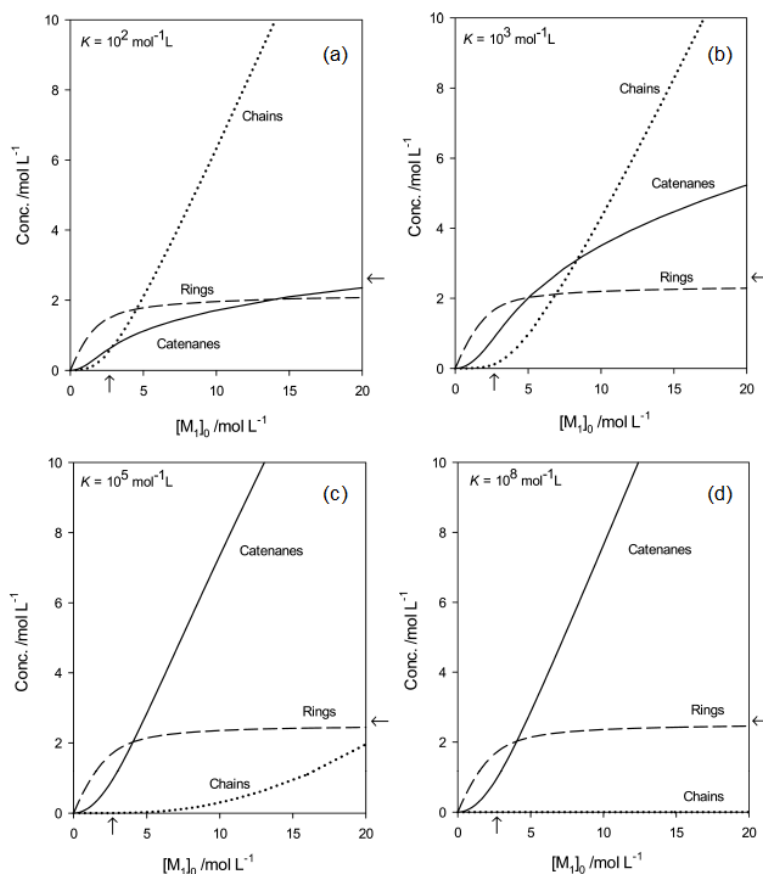 K = 10² mol⁻¹L
(a)
Conc. /mol L⁻¹
10
8
6
4
2
0
Chains
Rings
Catenanes
←
↑
0 5 10 15 20
[M₁]₀ /mol L⁻¹
K = 10³ mol⁻¹L
(b)
Conc. /mol L⁻¹
10
8
6
4
2
0
Chains
Catenanes
Rings
←
↑
0 5 10 15 20
[M₁]₀ /mol L⁻¹
K = 10⁵ mol⁻¹L
(c)
Conc. /mol L⁻¹
10
8
6
4
2
0
Catenanes
Rings
Chains
←
↑
0 5 10 15 20
[M₁]₀ /mol L⁻¹
K = 10⁸ mol⁻¹L
(d)
Conc. /mol L⁻¹
10
8
6
4
2
0
Catenanes
Rings
Chains
←
↑
0 5 10 15 20
[M₁]₀ /mol L⁻¹